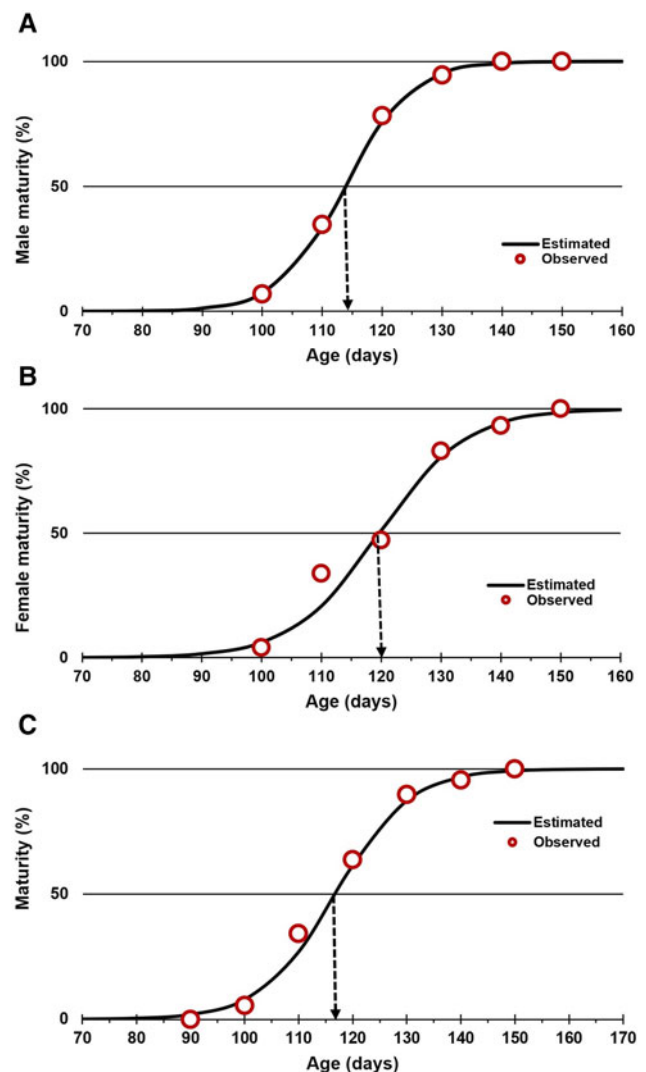 A
100
50
0
Male maturity (%)
Estimated
Observed
70 80 90 100 110 120 130 140 150 160
Age (days)
B
100
50
0
Female maturity (%)
Estimated
Observed
70 80 90 100 110 120 130 140 150 160
Age (days)
C
100
50
0
Maturity (%)
Estimated
Observed
70 80 90 100 110 120 130 140 150 160 170
Age (days)